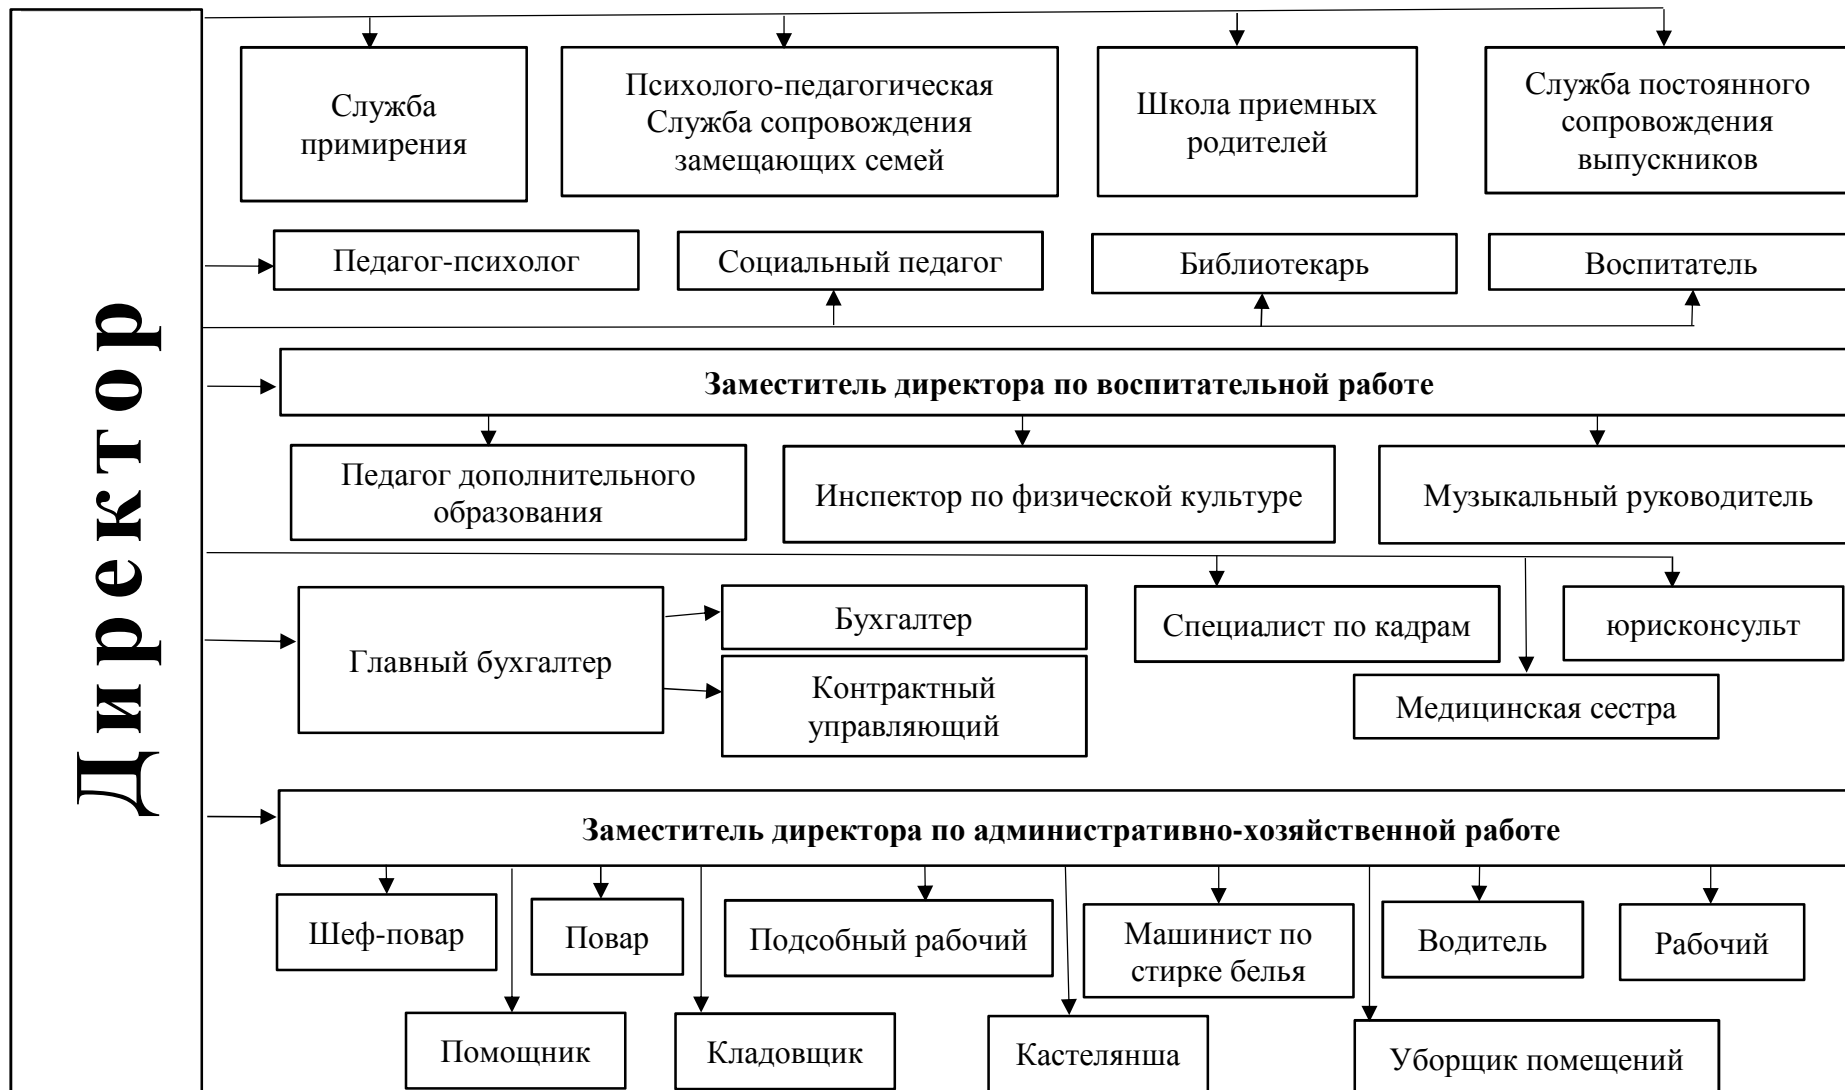 Директор
Служба
примирения
Психолого-педагогическая
Служба сопровождения
замещающих семей
Школа приемных
родителей
Служба постоянного
сопровождения
выпускников
Педагог-психолог
Социальный педагог
Библиотекарь
Воспитатель
Заместитель директора по воспитательной работе
Педагог дополнительного
образования
Инспектор по физической культуре
Музыкальный руководитель
Главный бухгалтер
Бухгалтер
Контрактный
управляющий
Специалист по кадрам
юрисконсульт
Медицинская сестра
Заместитель директора по административно-хозяйственной работе
Шеф-повар
Повар
Подсобный рабочий
Машинист по
стирке белья
Водитель
Рабочий
Помощник
Кладовщик
Кастелянша
Уборщик помещений